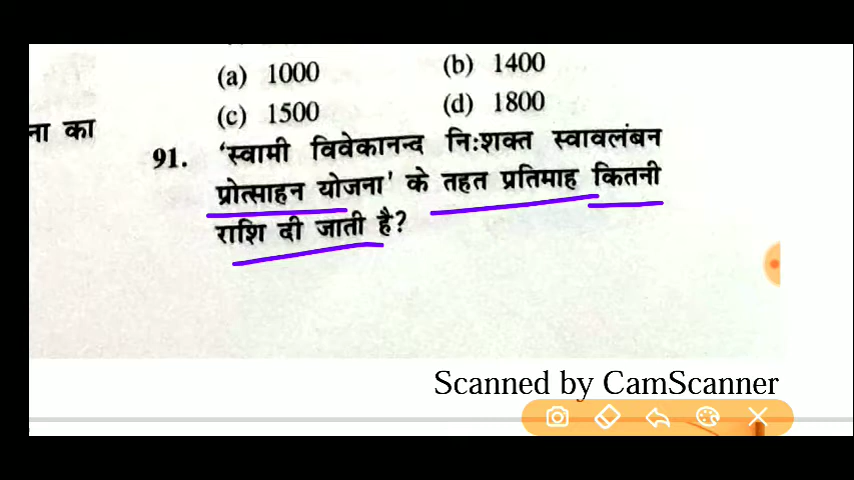 (a) 1000 (b) 1400
(c) 1500 (d) 1800
ना का
91. ‘स्वामी विवेकानन्द नि:शक्त स्वावलंबन
प्रोत्साहन योजना’ के तहत प्रतिमाह कितनी
राशि दी जाती है?
Scanned by CamScanner